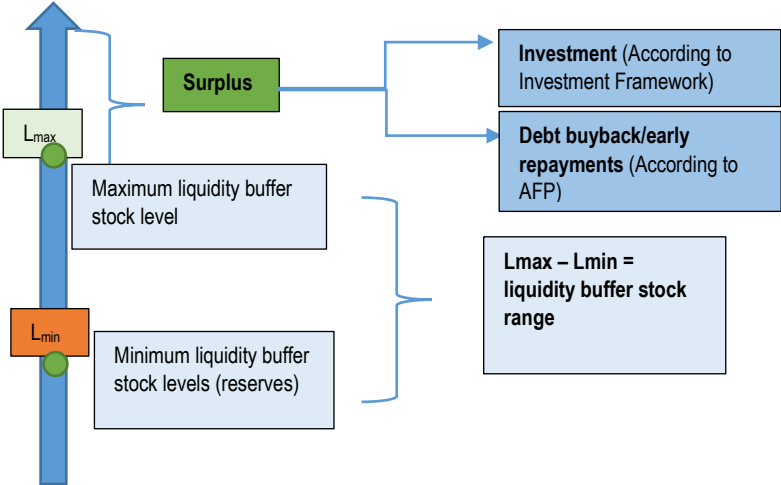 Surplus
Investment (According to
Investment Framework)
Debt buyback/early
repayments (According to
AFP)
Lmax
Maximum liquidity buffer
stock level
Lmax – Lmin =
liquidity buffer stock
range
Lmin
Minimum liquidity buffer
stock levels (reserves)